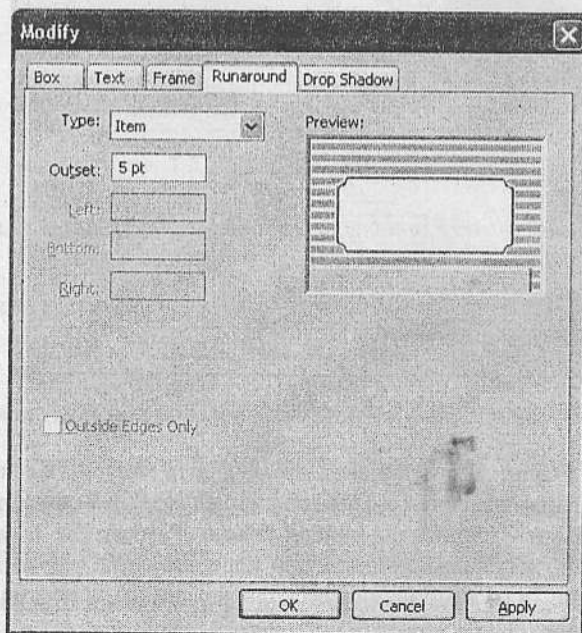 Modify
Box Text Frame Runaround Drop Shadow
Type: Item
Preview:
Outset: 5 pt
Left:
Bottom:
Right:
Outside Edges Only
OK Cancel Apply